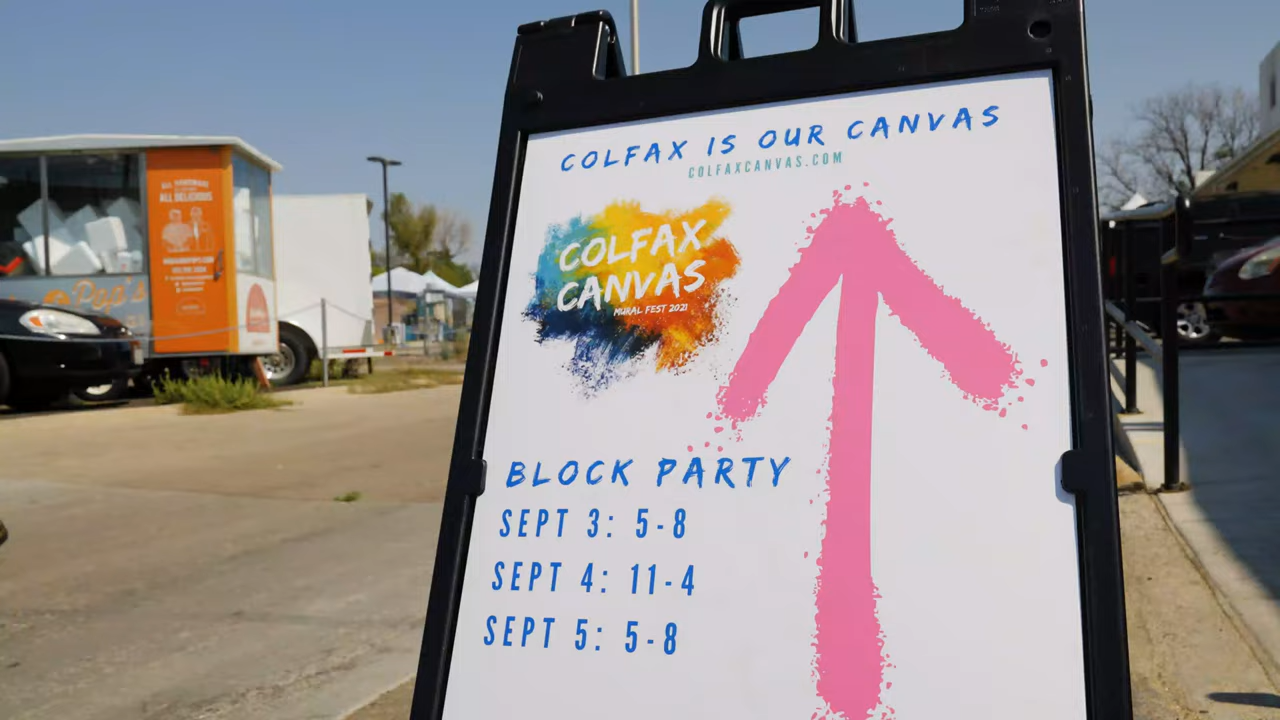 COLFAX IS OUR CANVAS
COLFAXCANVAS.COM
COLFAX
CANVAS
MURAL FEST 2021
BLOCK PARTY
SEPT 3: 5-8
SEPT 4: 11-4
SEPT 5: 5-8
ALL DELICIOUS
Pop's